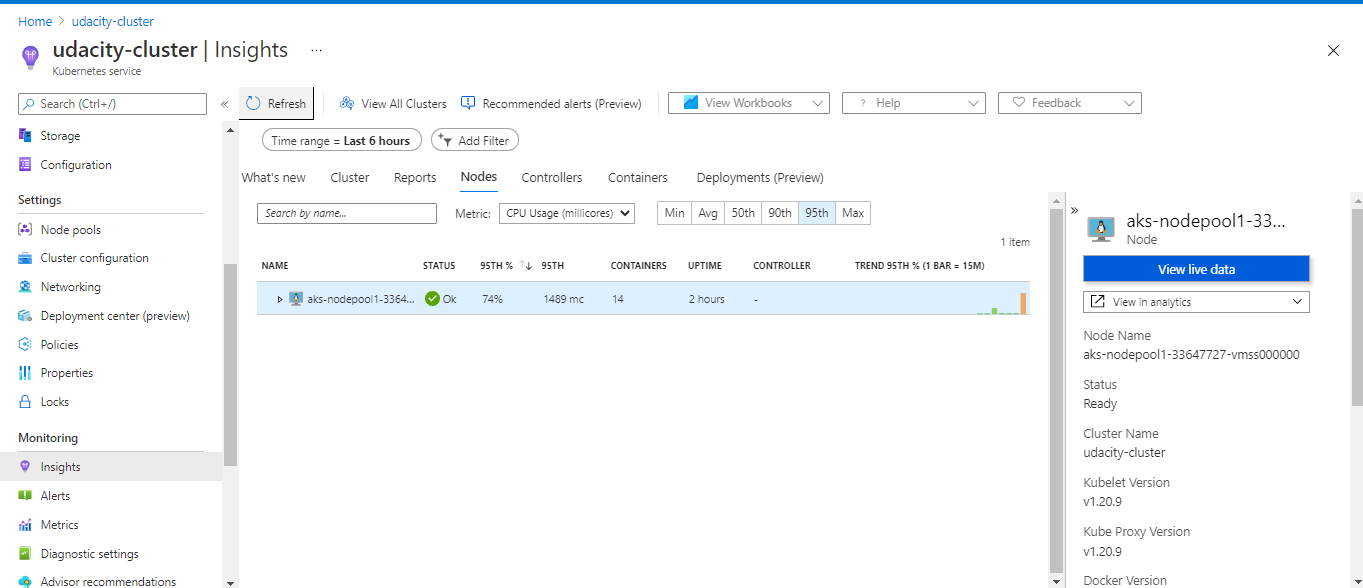 Home > udacity-cluster
udacity-cluster | Insights ...
Kubernetes service
Search (Ctrl+/)
«
Storage
Configuration
Settings
Node pools
Cluster configuration
Networking
Deployment center (preview)
Policies
Properties
Locks
Monitoring
Insights
Alerts
Metrics
Diagnostic settings
Advisor recommendations
Refresh
View All Clusters
Recommended alerts (Preview)
View Workbooks
? Help
Feedback
Time range = Last 6 hours
Add Filter
What's new
Cluster
Reports
Nodes
Controllers
Containers
Deployments (Preview)
Search by name...
Metric:
CPU Usage (millicores)
Min
Avg
50th
90th
95th
Max
1 item
NAME STATUS 95TH % ↑↓ 95TH CONTAINERS UPTIME CONTROLLER TREND 95TH % (1 BAR = 15M)
aks-nodepool1-3364... Ok 74% 1489 mc 14 2 hours -
»
aks-nodepool1-33...
Node
View live data
View in analytics
Node Name
aks-nodepool1-33647727-vmss000000
Status
Ready
Cluster Name
udacity-cluster
Kubelet Version
v1.20.9
Kube Proxy Version
v1.20.9
Docker Version